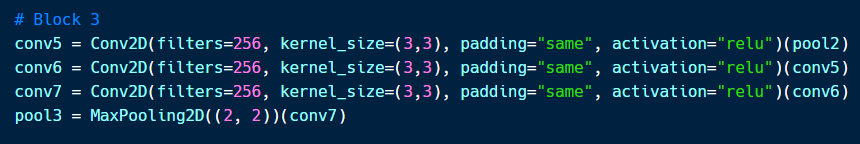 # Block 3
conv5 = Conv2D(filters=256, kernel_size=(3,3), padding="same", activation="relu")(pool2)
conv6 = Conv2D(filters=256, kernel_size=(3,3), padding="same", activation="relu")(conv5)
conv7 = Conv2D(filters=256, kernel_size=(3,3), padding="same", activation="relu")(conv6)
pool3 = MaxPooling2D((2, 2))(conv7)